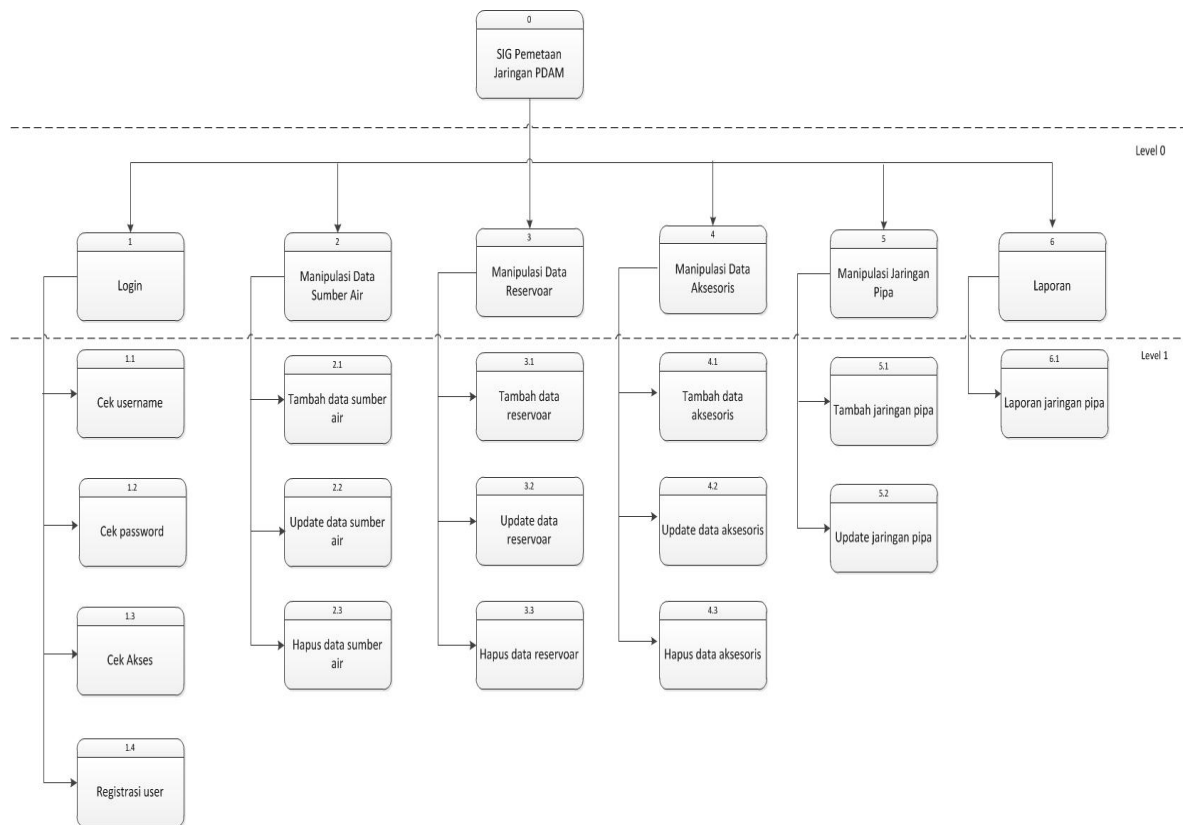 0
SIG Pemetaan
Jaringan PDAM
Level 0
1
Login
2
Manipulasi Data
Sumber Air
3
Manipulasi Data
Reservoar
4
Manipulasi Data
Aksesoris
5
Manipulasi Jaringan
Pipa
6
Laporan
Level 1
1.1
Cek username
2.1
Tambah data sumber
air
3.1
Tambah data
reservoar
4.1
Tambah data
aksesoris
5.1
Tambah jaringan pipa
6.1
Laporan jaringan pipa
1.2
Cek password
2.2
Update data sumber
air
3.2
Update data
reservoar
4.2
Update data aksesoris
5.2
Update jaringan pipa
1.3
Cek Akses
2.3
Hapus data sumber
air
3.3
Hapus data reservoar
4.3
Hapus data aksesoris
1.4
Registrasi user